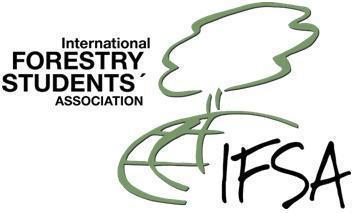 International
FORESTRY
STUDENTS´
ASSOCIATION
IFSA